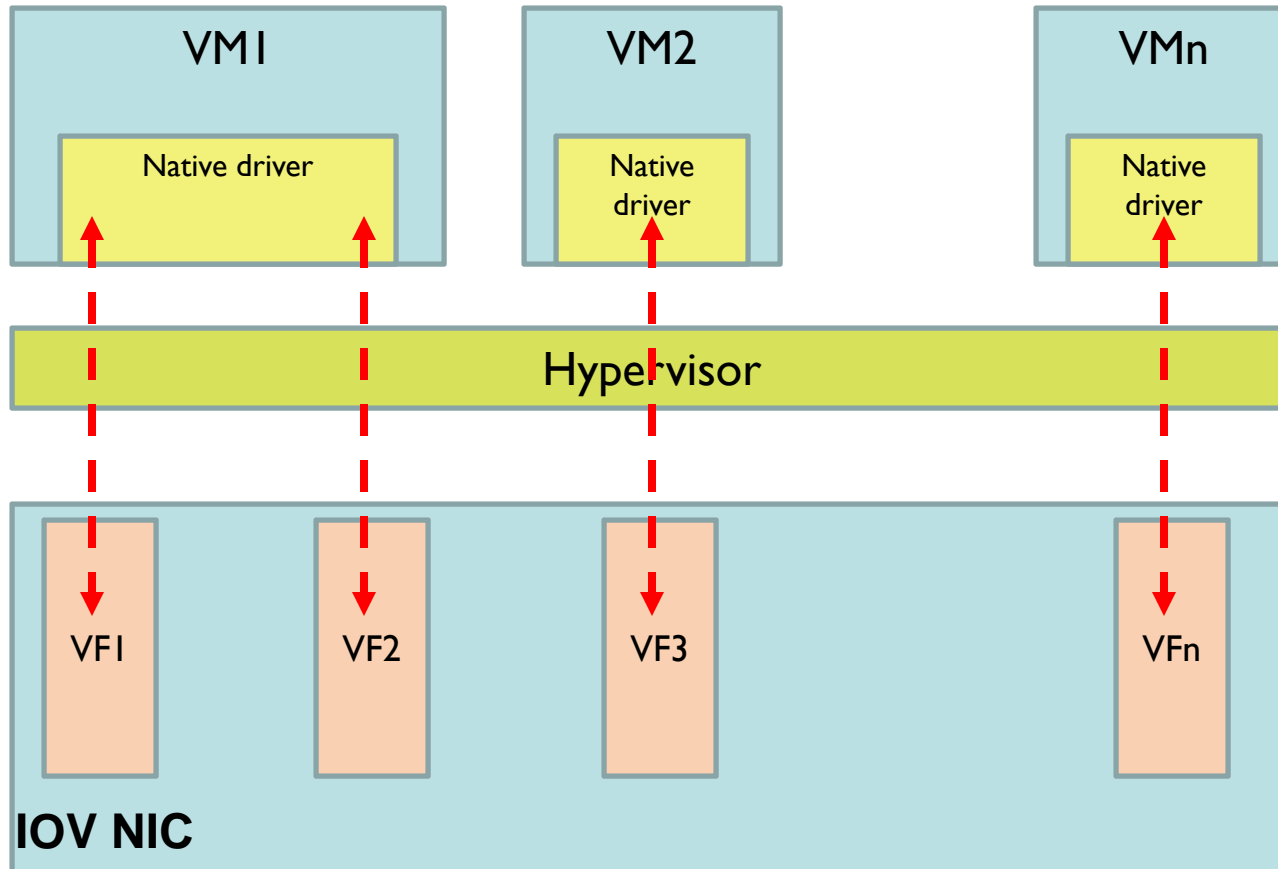 VM1
VM2
VMn
Native driver
Native
driver
Native
driver
Hypervisor
VF1
VF2
VF3
VFn
IOV NIC